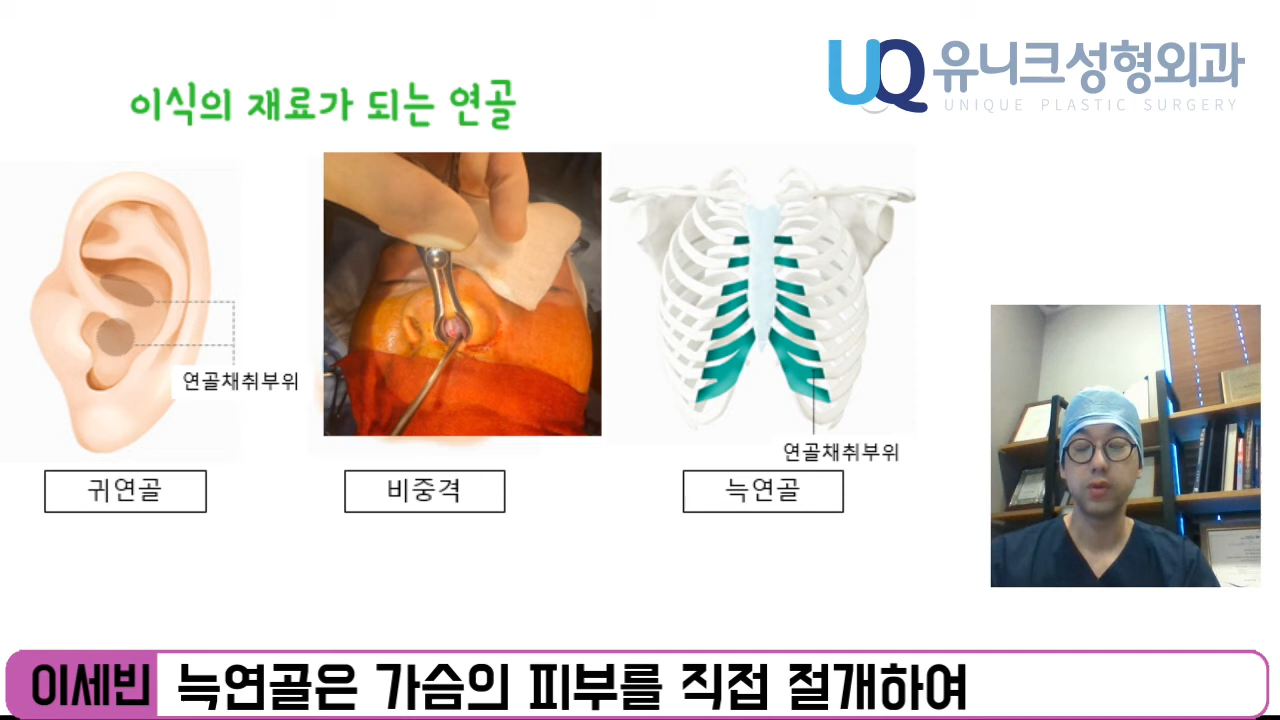 UQ 유니크성형외과
UNIQUE PLASTIC SURGERY
이식의 재료가 되는 연골
연골채취부위
연골채취부위
귀연골
비중격
늑연골
이세빈 늑연골은 가슴의 피부를 직접 절개하여